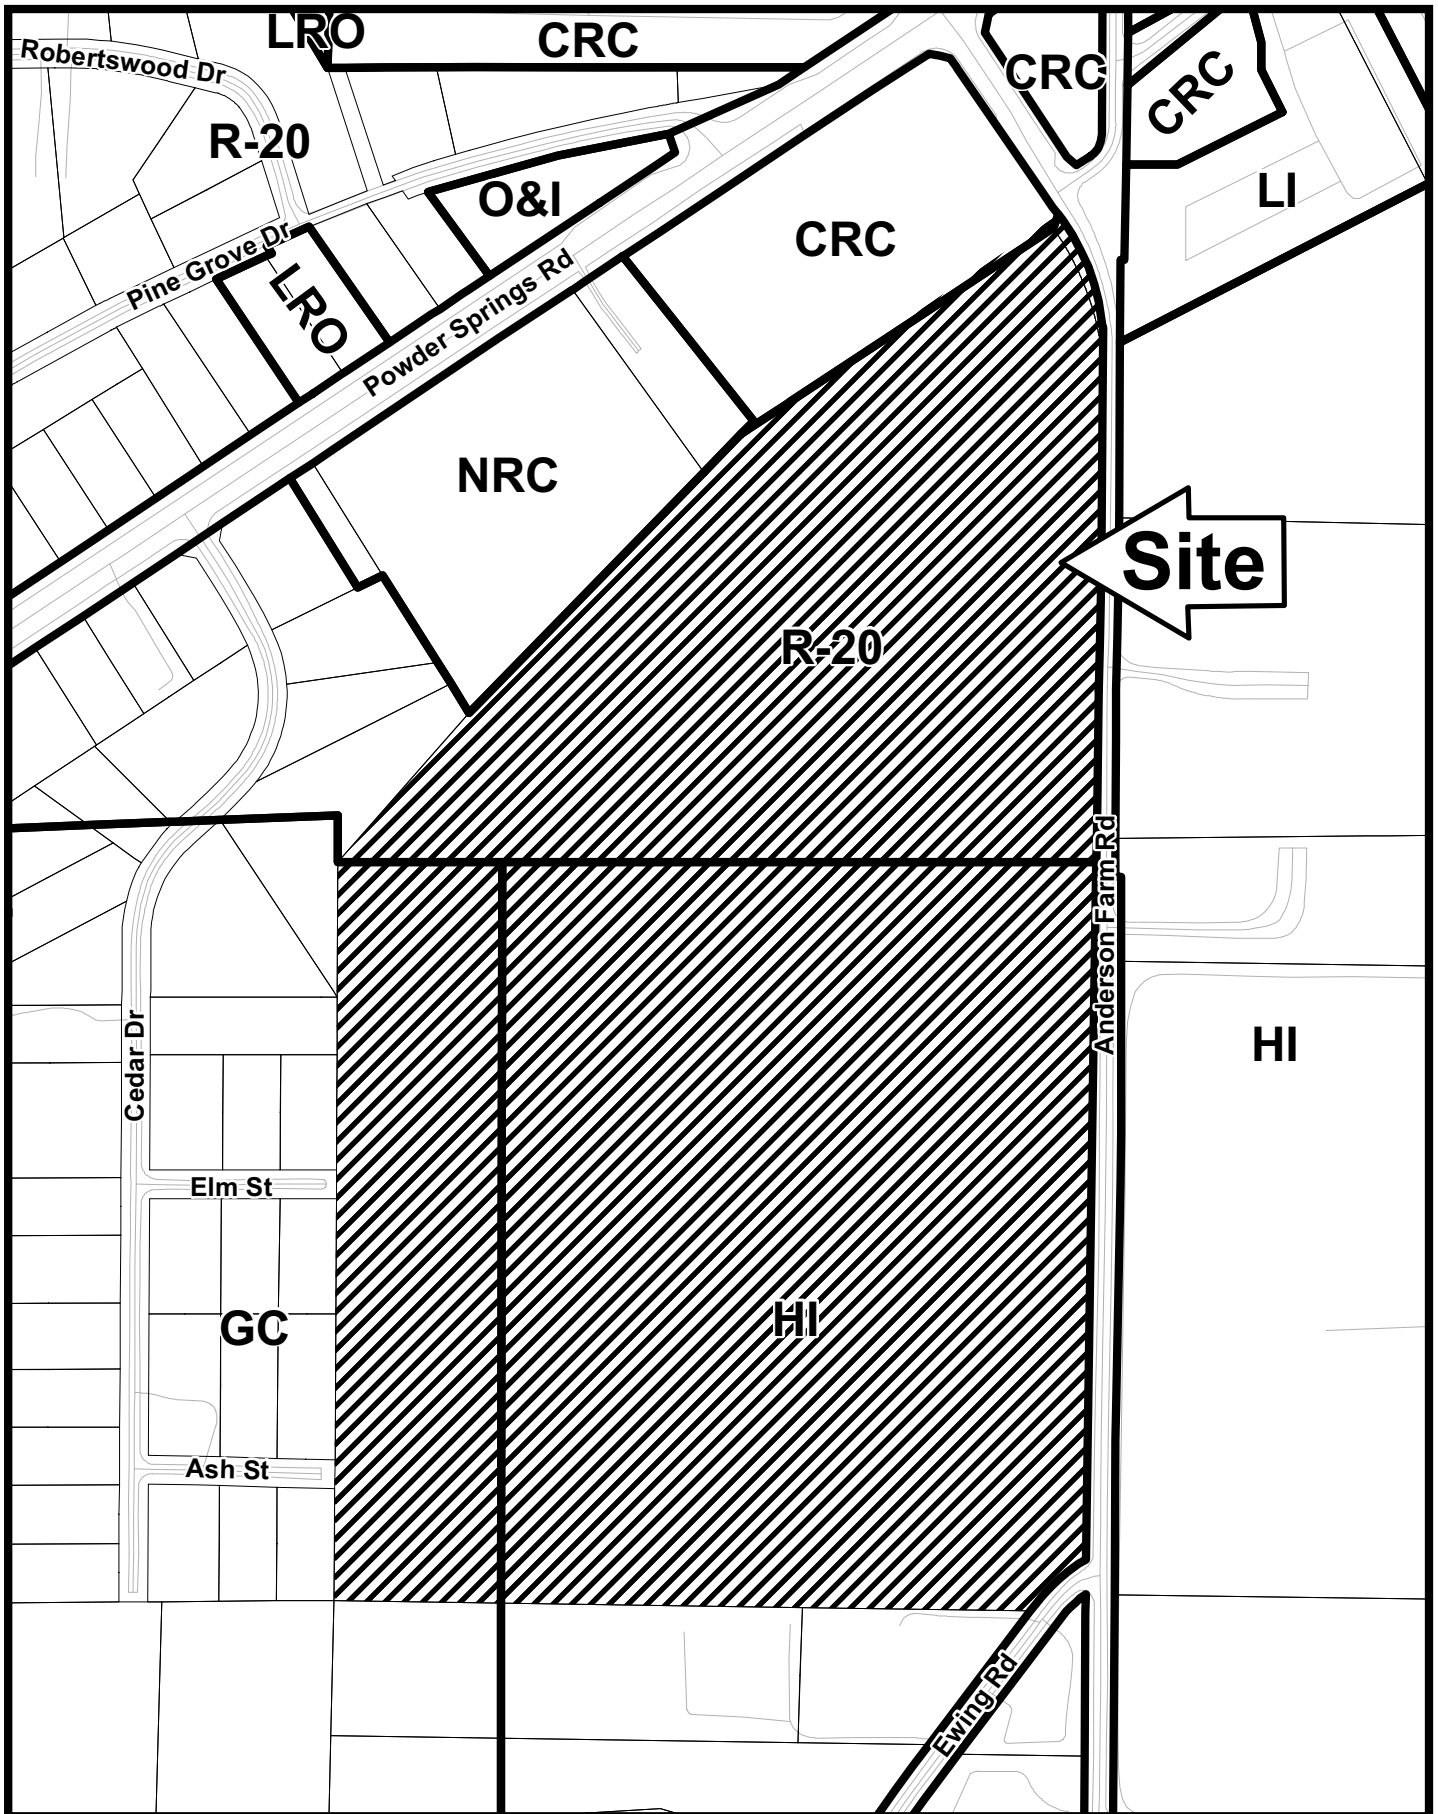 LRO
CRC
Robertswood Dr
CRC
CRC
R-20
O&I
LI
CRC
Pine Grove Dr
LRO
Powder Springs Rd
NRC
Site
R-20
Anderson Farm Rd
Cedar Dr
HI
Elm St
GC
HI
Ash St
Ewing Rd